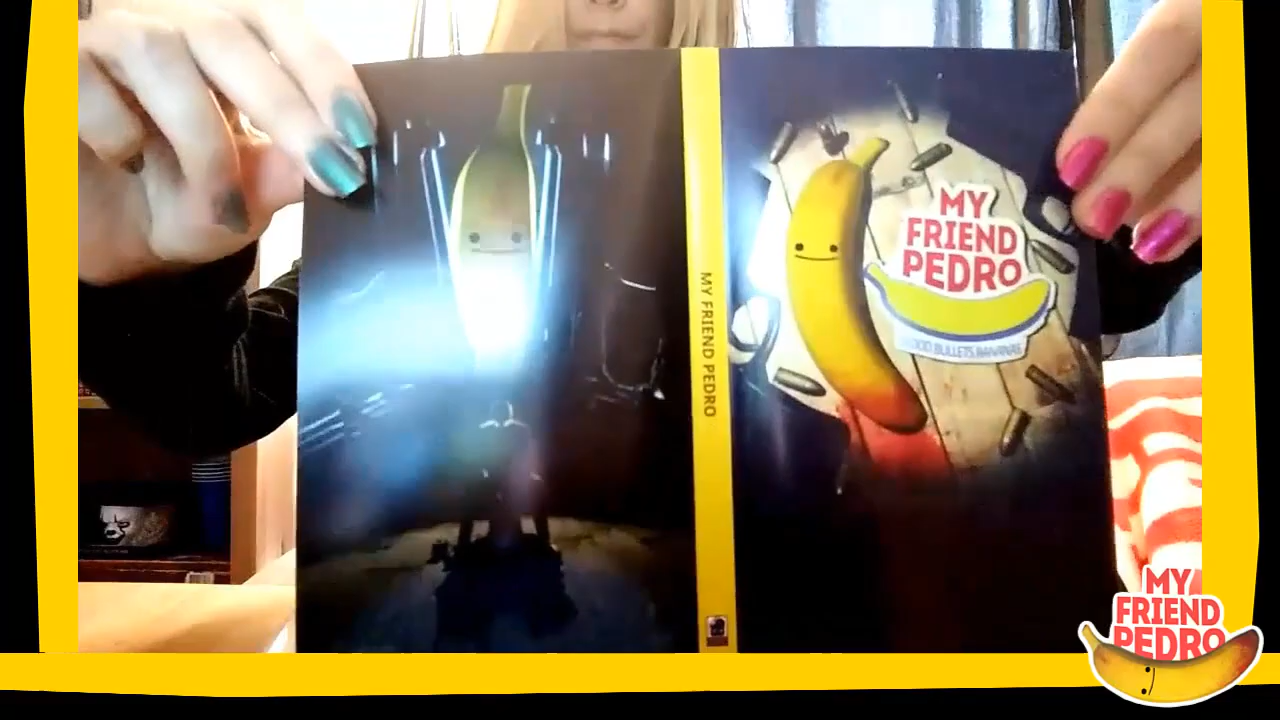 MY FRIEND PEDRO
MY
FRIEND
PEDRO
BULLETS BANANAS
MY
FRIEND
PEDRO